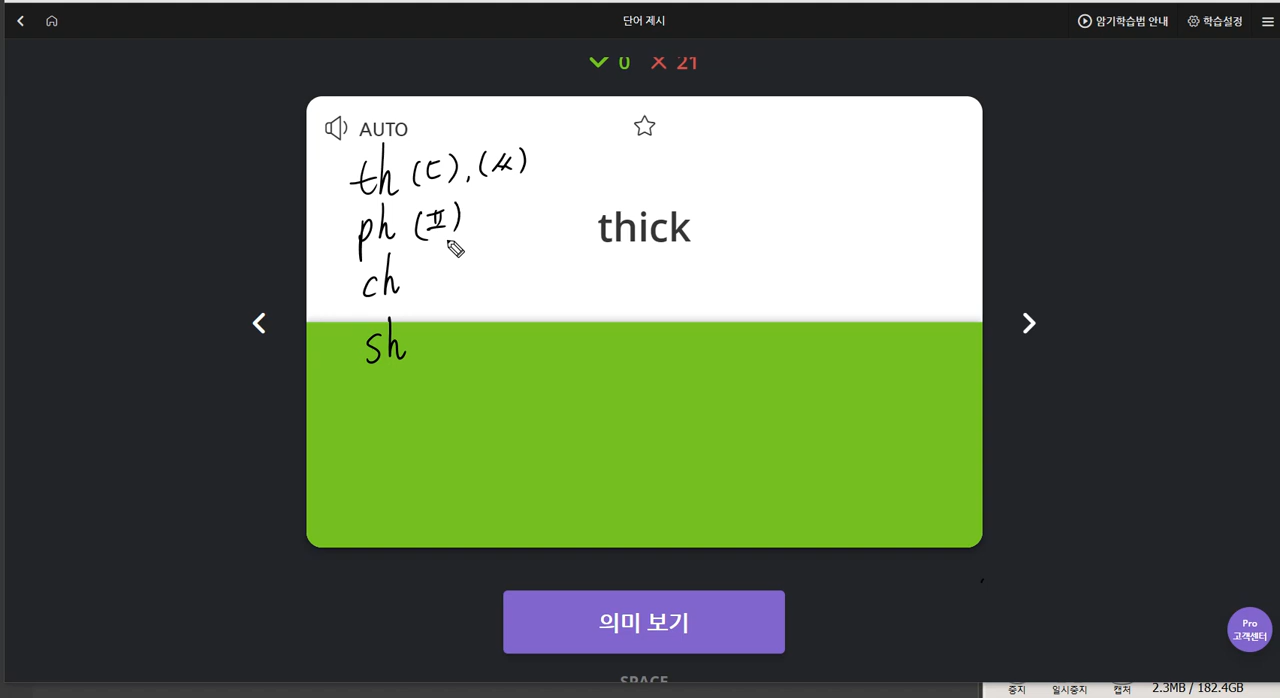 단어 제시
암기학습법 안내
학습설정
0 21
AUTO
th (ㄷ), (ㅆ)
ph (ㅍ)
thick
ch
sh
의미 보기
Pro
고객센터
SPACE
중지 일시중지 캡처 2.3MB / 182.4GB